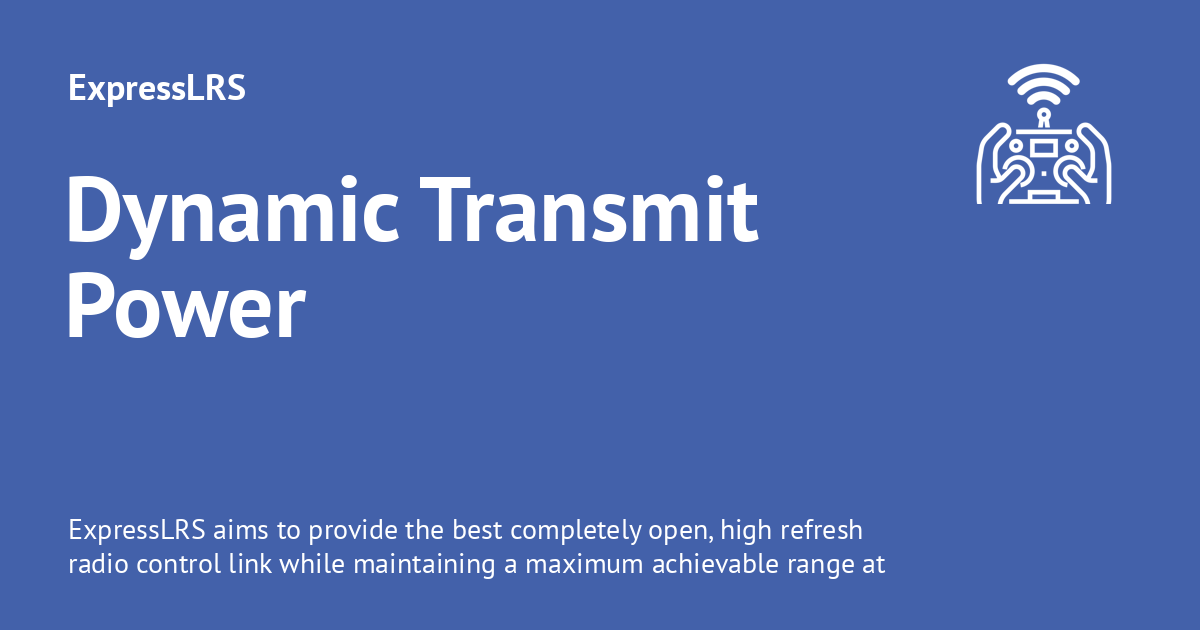 ExpressLRS
Dynamic Transmit
Power
ExpressLRS aims to provide the best completely open, high refresh
radio control link while maintaining a maximum achievable range at